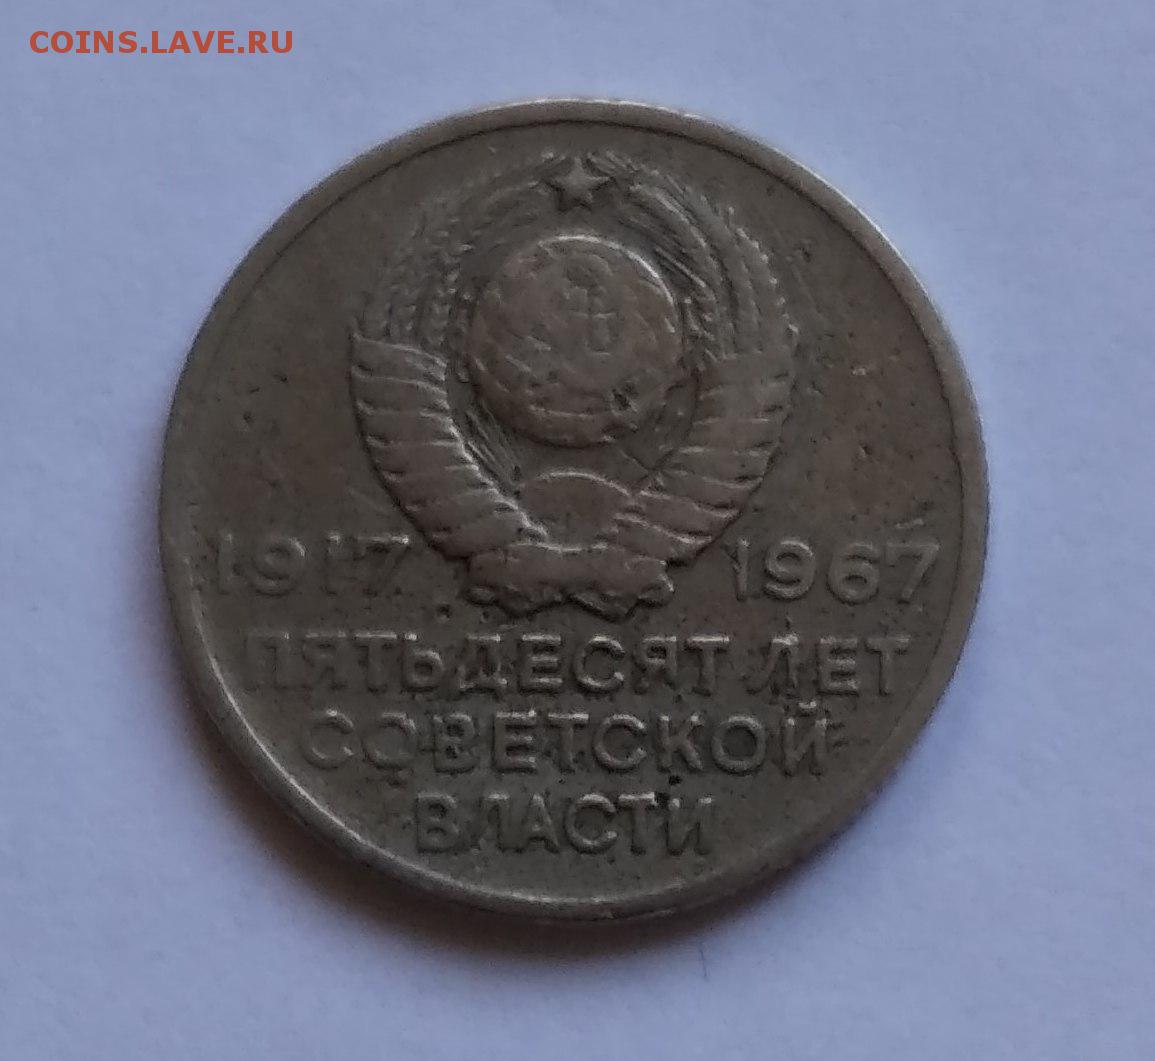 COINS.LAVE.RU
1917 1967
ПЯТЬДЕСЯТ ЛЕТ
СОВЕТСКОЙ
ВЛАСТИ